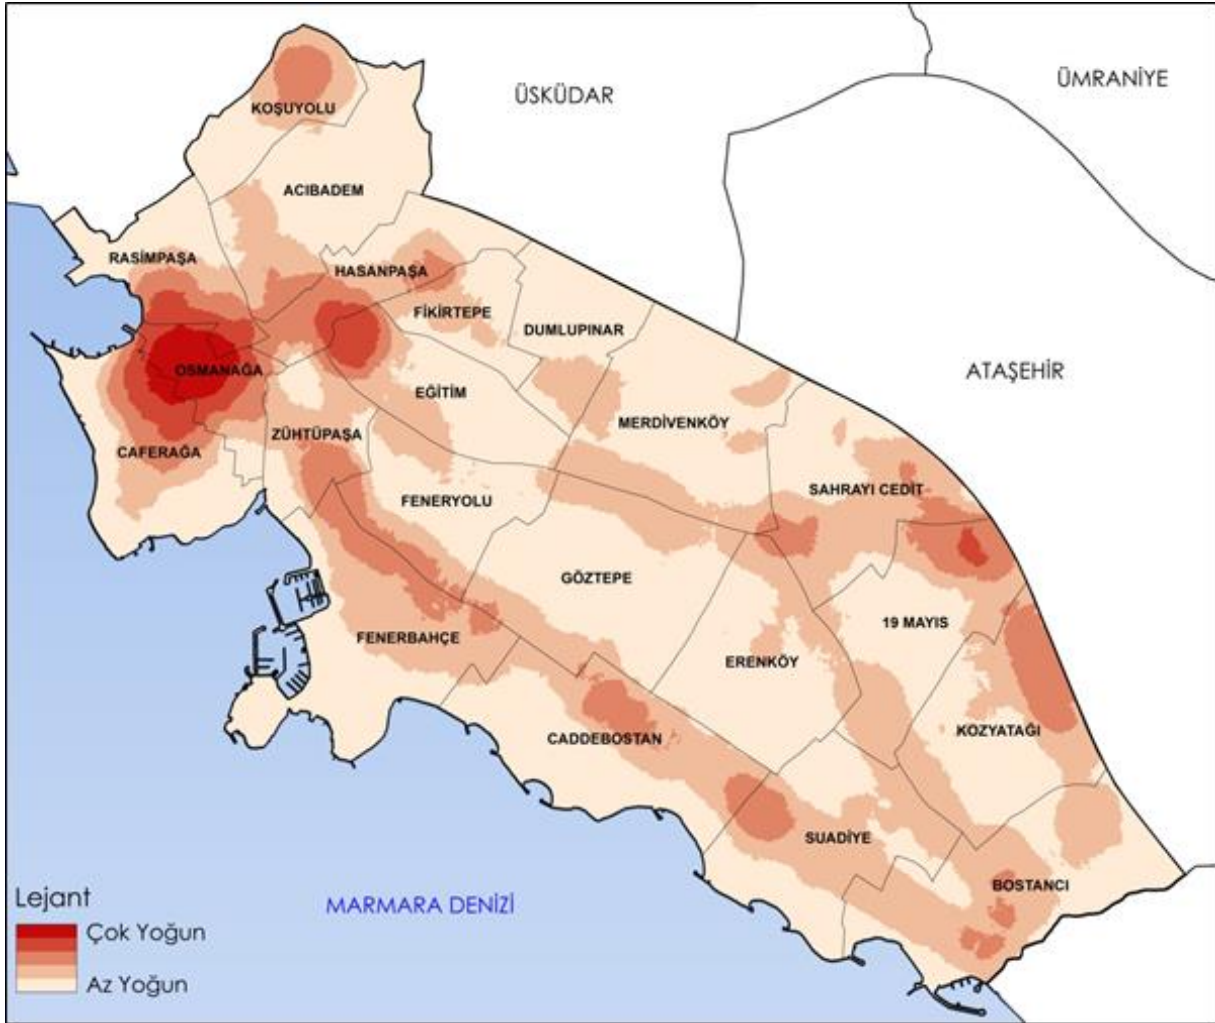 ÜMRANİYE
ÜSKÜDAR
KOŞUYOLU
ACIBADEM
RASİMPAŞA
HASANPAŞA
FİKİRTEPE
DUMLUPINAR
OSMANAĞA
ATAŞEHİR
EĞİTİM
MERDİVENKÖY
ZÜHTÜPAŞA
CAFERAĞA
SAHRAYI CEDİT
FENERYOLU
GÖZTEPE
19 MAYIS
FENERBAHÇE
ERENKÖY
KOZYATAĞI
CADDEBOSTAN
SUADİYE
BOSTANCI
MARMARA DENİZİ
Lejant
Çok Yoğun
Az Yoğun